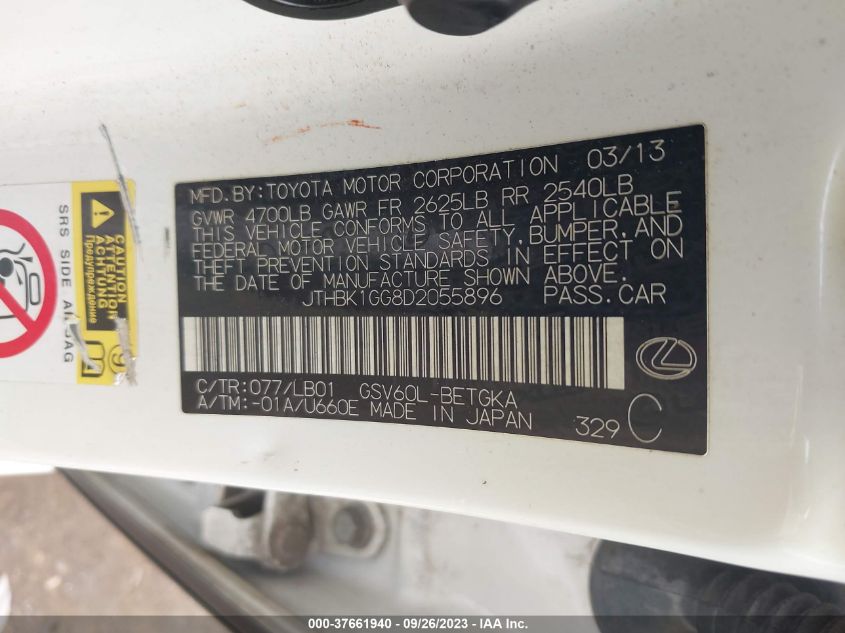 MFD.BY:TOYOTA MOTOR CORPORATION 03/13
GVWR 4700LB GAWR FR 2625LB RR 2540LB
THIS VEHICLE CONFORMS TO ALL APPLICABLE
FEDERAL MOTOR VEHICLE SAFETY, BUMPER, AND
THEFT PREVENTION STANDARDS IN EFFECT ON
THE DATE OF MANUFACTURE SHOWN ABOVE.
JTHBK1GG8D2055896 PASS.CAR
C/TR:077/LB01 GSV60L-BETGKA
A/TM:-01A/U660E MADE IN JAPAN
329 C
CAUTION
ATTENTION
ACHTUNG
Предупреждение
SRS SIDE AIRBAG
000-37661940 - 09/26/2023 - IAA Inc.